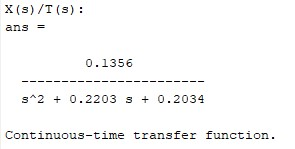 X(s)/T(s):
ans =
0.1356
-----------------------
s^2 + 0.2203 s + 0.2034
Continuous-time transfer function.